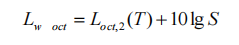 L_{w oct} = L_{oct,2}(T) + 10 lg S